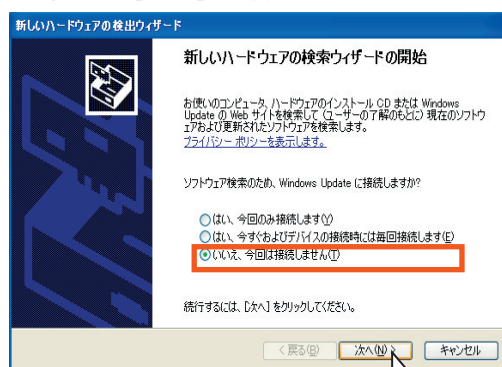 新しいハードウェアの検出ウィザード
新しいハードウェアの検索ウィザードの開始
お使いのコンピュータ、ハードウェアのインストール CD または Windows
Update の Web サイトを検索して (ユーザーの了解のもとに) 現在のソフトウ
ェアおよび更新されたソフトウェアを検索します。
プライバシー ポリシーを表示します。
ソフトウェア検索のため、Windows Update に接続しますか?
はい、今回のみ接続します(Y)
はい、今すぐおよびデバイスの接続時には毎回接続します(E)
いいえ、今回は接続しません(T)
続行するには、[次へ] をクリックしてください。
< 戻る(B) 次へ(N) > キャンセル